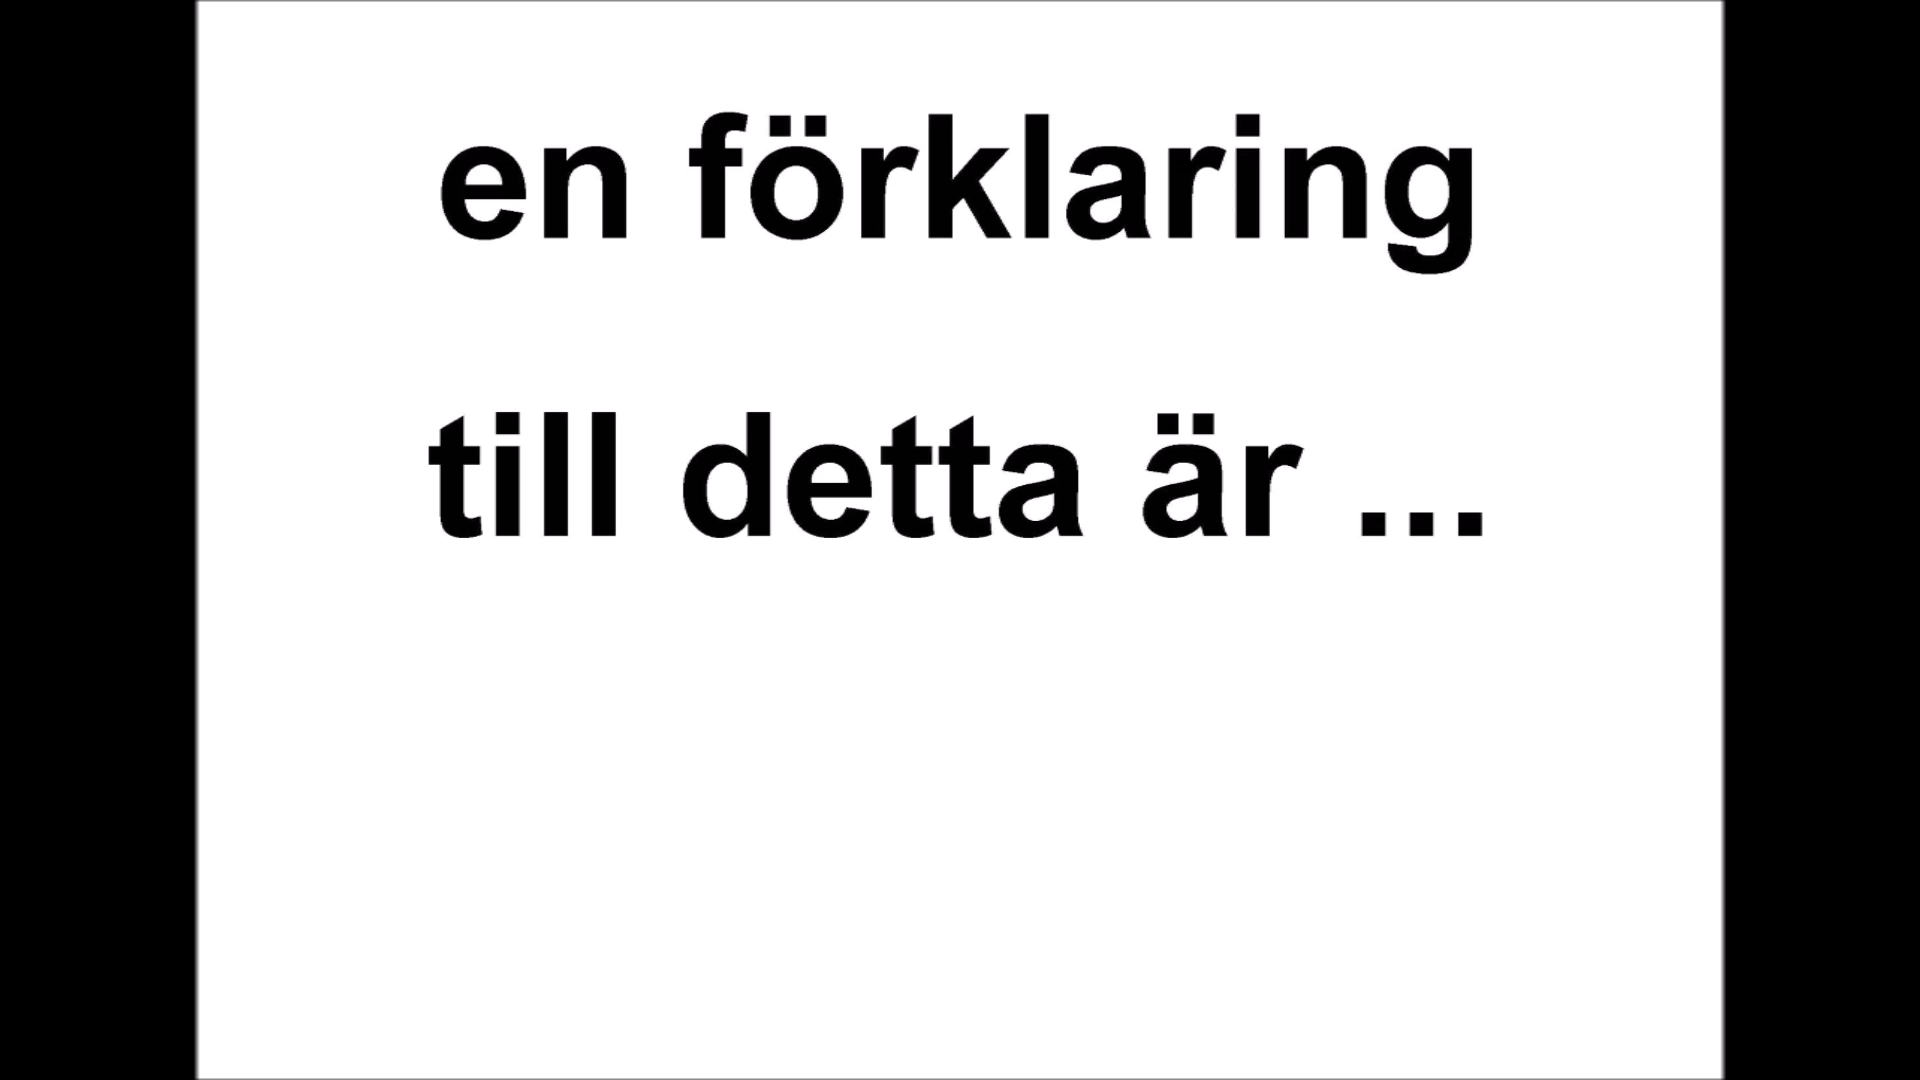 en förklaring
till detta är ...